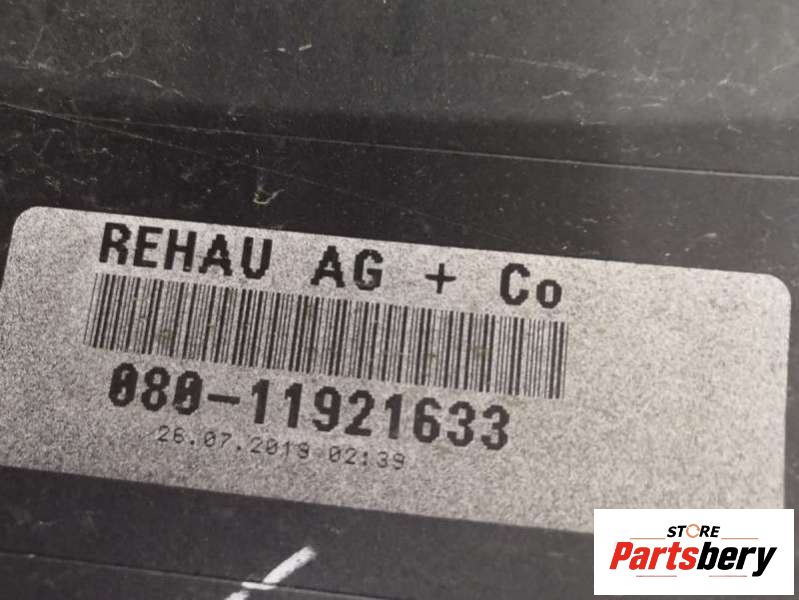 REHAU AG + Co
080-11921633
26.07.2019 02:39
STORE
Partsbery